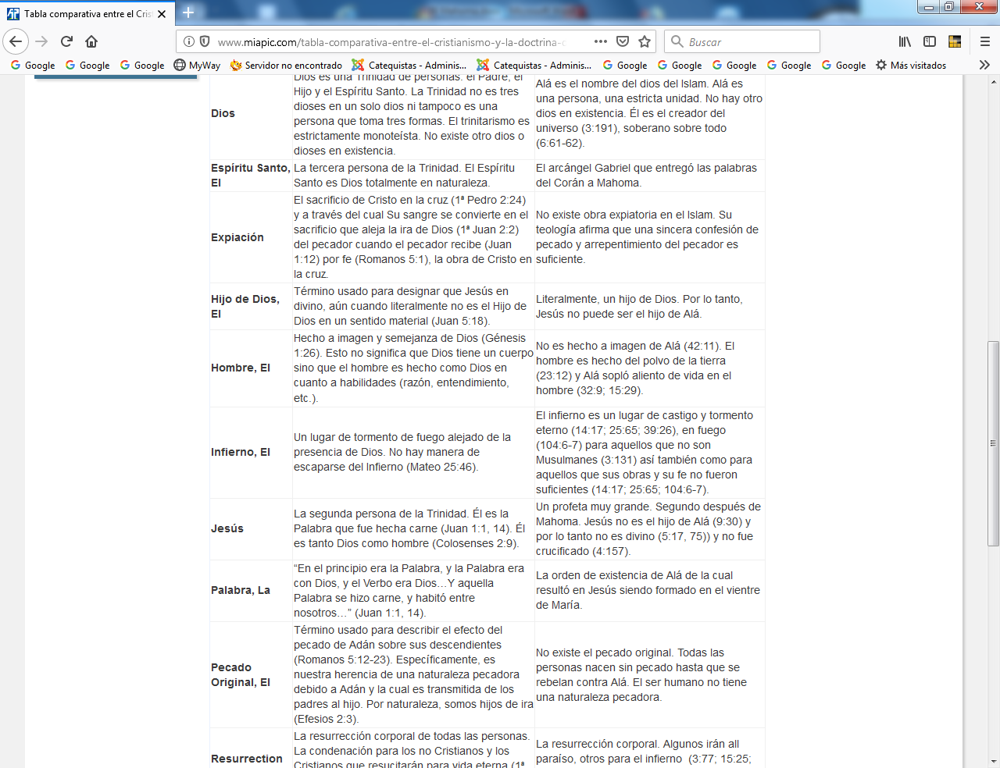 Tabla comparativa entre el Cris
www.miapic.com/tabla-comparativa-entre-el-cristianismo-y-la-doctrina-c
Buscar
Google
Google
Google
MyWay
Servidor no encontrado
Catequistas - Adminis...
Catequistas - Adminis...
Google
Google
Google
Google
Google
Más visitados
Dios
Dios es una Trinidad de personas: el Padre, el
Hijo y el Espíritu Santo. La Trinidad no es tres
dioses en un solo dios ni tampoco es una
persona que toma tres formas. El trinitarismo es
estrictamente monoteísta. No existe otro dios o
dioses en existencia.
Alá es el nombre del dios del Islam. Alá es
una persona, una estricta unidad. No hay otro
dios en existencia. Él es el creador del
universo (3:191), soberano sobre todo
(6:61-62).
Espíritu Santo,
El
La tercera persona de la Trinidad. El Espíritu
Santo es Dios totalmente en naturaleza.
El arcángel Gabriel que entregó las palabras
del Corán a Mahoma.
Expiación
El sacrificio de Cristo en la cruz (1ª Pedro 2:24)
y a través del cual Su sangre se convierte en el
sacrificio que aleja la ira de Dios (1ª Juan 2:2)
del pecador cuando el pecador recibe (Juan
1:12) por fe (Romanos 5:1), la obra de Cristo en
la cruz.
No existe obra expiatoria en el Islam. Su
teología afirma que una sincera confesión de
pecado y arrepentimiento del pecador es
suficiente.
Hijo de Dios,
El
Término usado para designar que Jesús en
divino, aún cuando literalmente no es el Hijo de
Dios en un sentido material (Juan 5:18).
Literalmente, un hijo de Dios. Por lo tanto,
Jesús no puede ser el hijo de Alá.
Hombre, El
Hecho a imagen y semejanza de Dios (Génesis
1:26). Esto no significa que Dios tiene un cuerpo
sino que el hombre es hecho como Dios en
cuanto a habilidades (razón, entendimiento,
etc.).
No es hecho a imagen de Alá (42:11). El
hombre es hecho del polvo de la tierra
(23:12) y Alá sopló aliento de vida en el
hombre (32:9; 15:29).
Infierno, El
Un lugar de tormento de fuego alejado de la
presencia de Dios. No hay manera de
escaparse del Infierno (Mateo 25:46).
El infierno es un lugar de castigo y tormento
eterno (14:17; 25:65; 39:26), en fuego
(104:6-7) para aquellos que no son
Musulmanes (3:131) así también como para
aquellos que sus obras y su fe no fueron
suficientes (14:17; 25:65; 104:6-7).
Jesús
La segunda persona de la Trinidad. Él es la
Palabra que fue hecha carne (Juan 1:1, 14). Él
es tanto Dios como hombre (Colosenses 2:9).
Un profeta muy grande. Segundo después de
Mahoma. Jesús no es el hijo de Alá (9:30) y
por lo tanto no es divino (5:17, 75)) y no fue
crucificado (4:157).
Palabra, La
“En el principio era la Palabra, y la Palabra era
con Dios, y el Verbo era Dios…Y aquella
Palabra se hizo carne, y habitó entre
nosotros…” (Juan 1:1, 14).
La orden de existencia de Alá de la cual
resultó en Jesús siendo formado en el vientre
de María.
Pecado
Original, El
Término usado para describir el efecto del
pecado de Adán sobre sus descendientes
(Romanos 5:12-23). Específicamente, es
nuestra herencia de una naturaleza pecadora
debido a Adán y la cual es transmitida de los
padres al hijo. Por naturaleza, somos hijos de ira
(Efesios 2:3).
No existe el pecado original. Todas las
personas nacen sin pecado hasta que se
rebelan contra Alá. El ser humano no tiene
una naturaleza pecadora.
Resurrection
La resurrección corporal de todas las personas.
La condenación para los no Cristianos y los
Cristianos que resucitarán para vida eterna (1ª
La resurrección corporal. Algunos irán all
paraíso, otros para el infierno (3:77; 15:25;